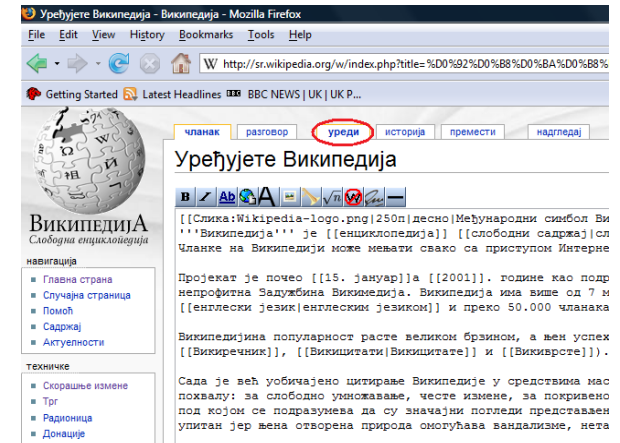 Уређујете Википедија - Википедија - Mozilla Firefox
File Edit View History Bookmarks Tools Help
W http://sr.wikipedia.org/w/index.php?title=%D0%92%D0%B8%D0%BA%D0%B8%
Getting Started Latest Headlines BBC NEWS | UK | UK P...
чланак разговор уреди историја премести надгледај
Уређујете Википедија
B I Ab A √n W
ВикипедијА
Слободна енциклопедија
навигација
Главна страна
Случајна страница
Помоћ
Садржај
Актуелности
техничке
Скорашње измене
Трг
Радионица
Донације
[[Слика:Wikipedia-logo.png|250п|десно|Међународни симбол Ви
'''Википедија''' је [[енциклопедија]] [[слободни садржај|сл
Чланке на Википедији може мењати свако са приступом Интерне
Пројекат је почео [[15. јануар]]а [[2001]]. године као подр
непрофитна Задужбина Викимедија. Википедија има више од 7 м
[[енглески језик|енглеским језиком]] и преко 50.000 чланака
Википедијина популарност расте великом брзином, а њен успех
[[Викиречник]], [[Викицитати|Викицитате]] и [[Викиврсте]]).
Сада је већ уобичајено цитирање Википедије у средствима мас
похвалу: за слободно умножавање, честе измене, за покривено
под којом се подразумева да су значајни погледи представљен
упитан јер њена отворена природа омогућава вандализме, нета